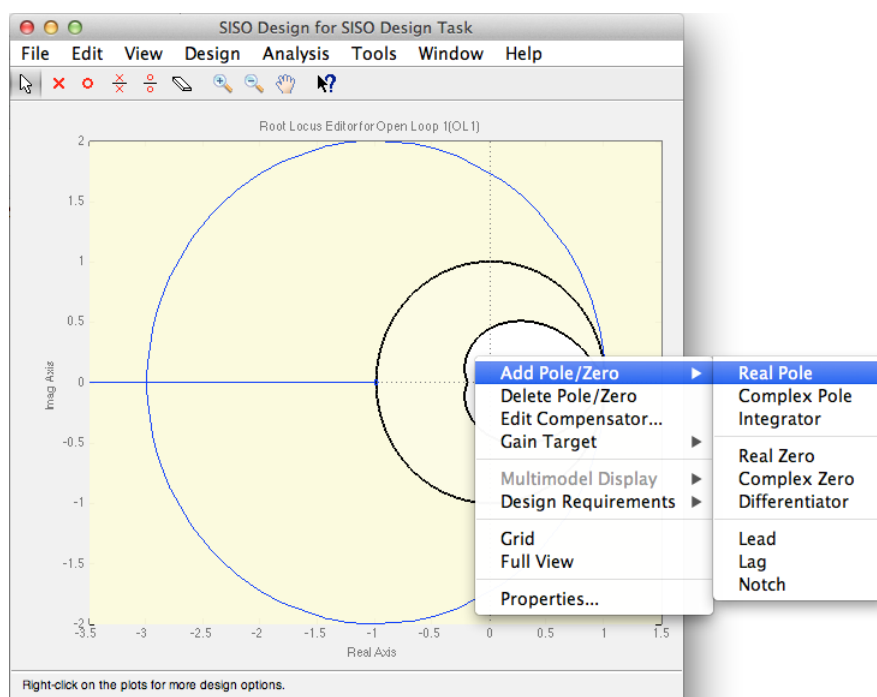 SISO Design for SISO Design Task
File Edit View Design Analysis Tools Window Help
Root Locus Editor for Open Loop 1(OL1)
2
1.5
1
0.5
0
-0.5
-1
-1.5
-2
Imag Axis
-3.5 -3 -2.5 -2 -1.5 -1 -0.5 0 0.5 1 1.5
Real Axis
Add Pole/Zero
Delete Pole/Zero
Edit Compensator...
Gain Target
Multimodel Display
Design Requirements
Grid
Full View
Properties...
Real Pole
Complex Pole
Integrator
Real Zero
Complex Zero
Differentiator
Lead
Lag
Notch
Right-click on the plots for more design options.